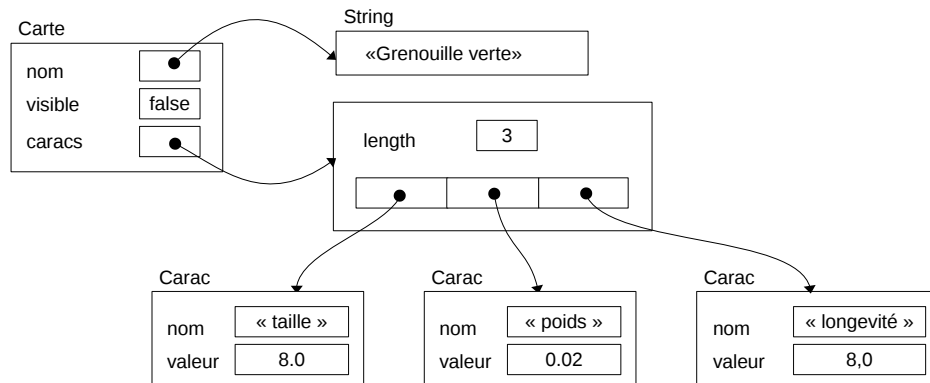 Carte
nom
visible false
caracs
String
«Grenouille verte»
length 3
Carac
nom « taille »
valeur 8.0
Carac
nom « poids »
valeur 0.02
Carac
nom « longevité »
valeur 8,0